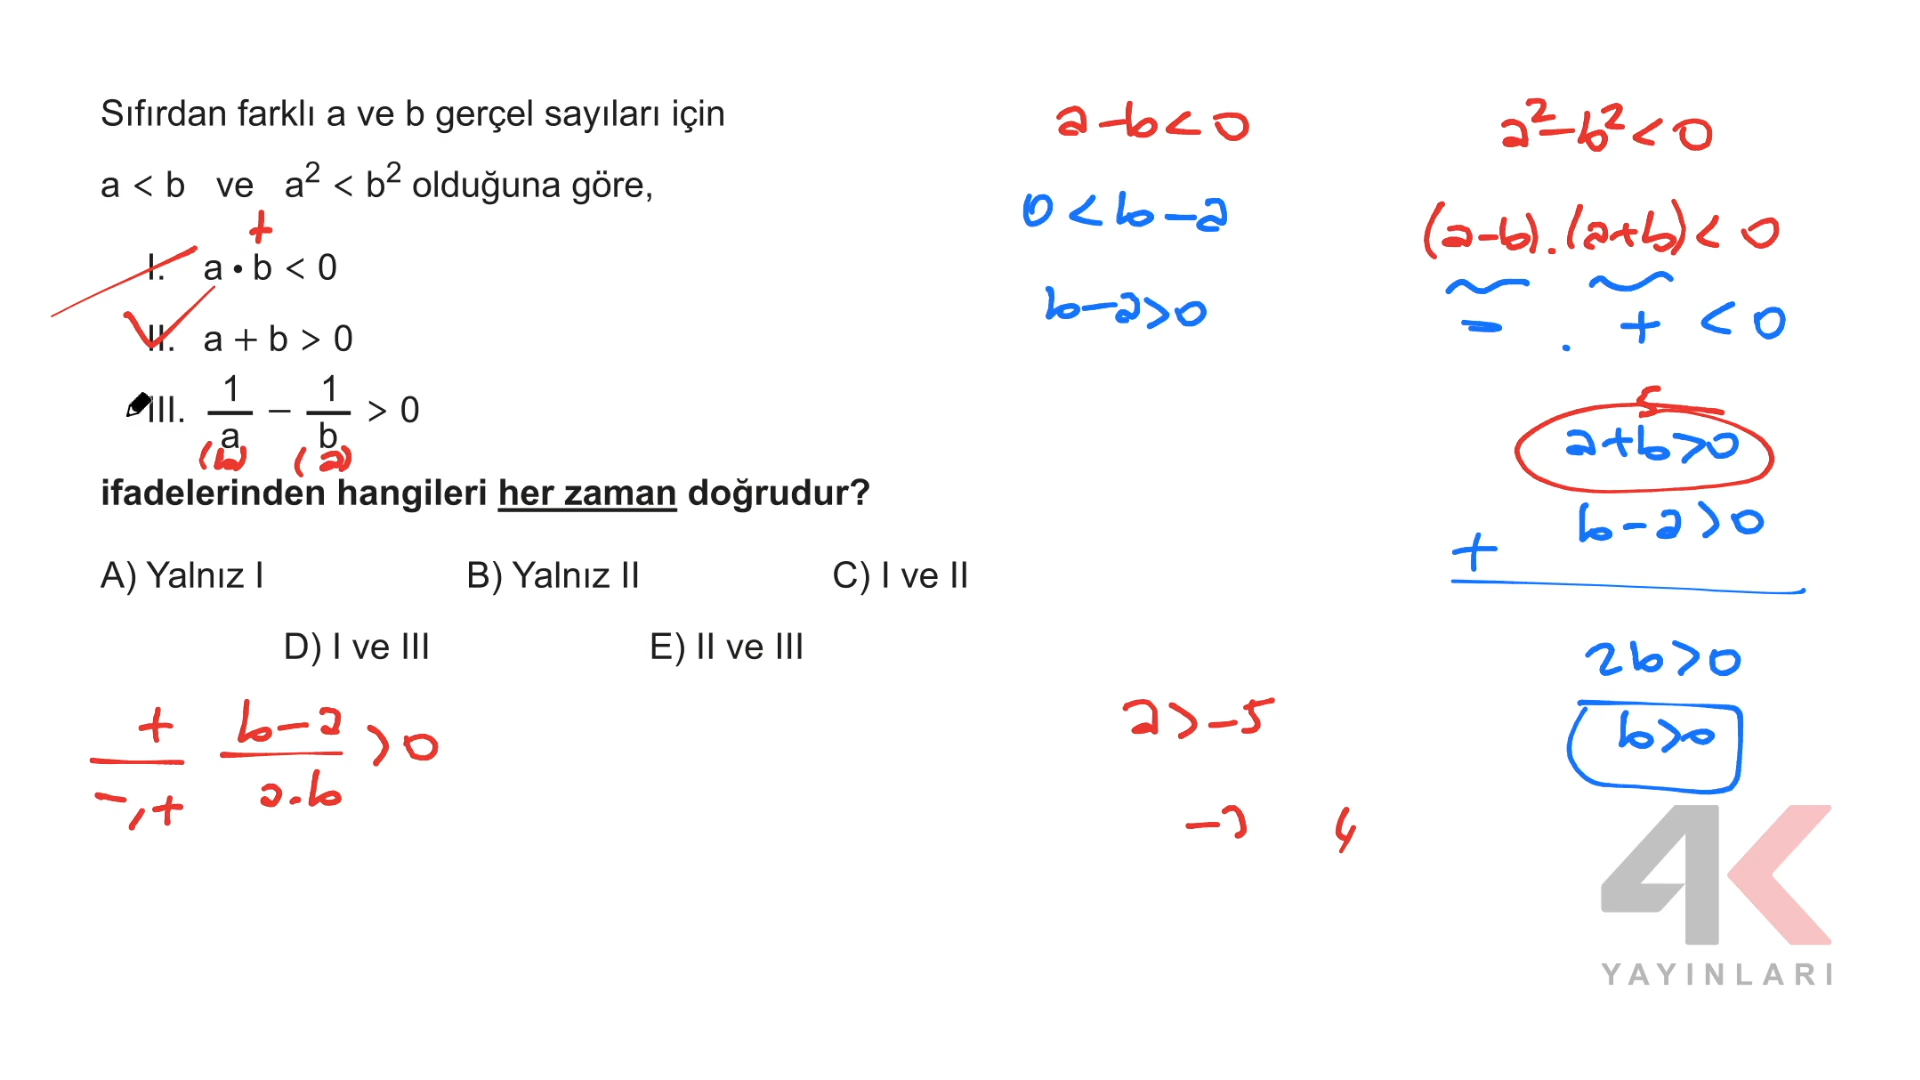 Sıfırdan farklı a ve b gerçel sayıları için
a < b ve a² < b² olduğuna göre,
+
I. a • b < 0
II. a + b > 0
III. 1/a − 1/b > 0
(b) (a)
ifadelerinden hangileri her zaman doğrudur?
A) Yalnız I B) Yalnız II C) I ve II
D) I ve III E) II ve III
+ b−a
— —— >0
−,+ a.b
a−b<0
0<b−a
b−a>0
a²−b²<0
(a−b).(a+b)<0
− . + <0
5
a+b>0
b−a>0
+
2b>0
b>0
a>−5
4K
YAYINLARI